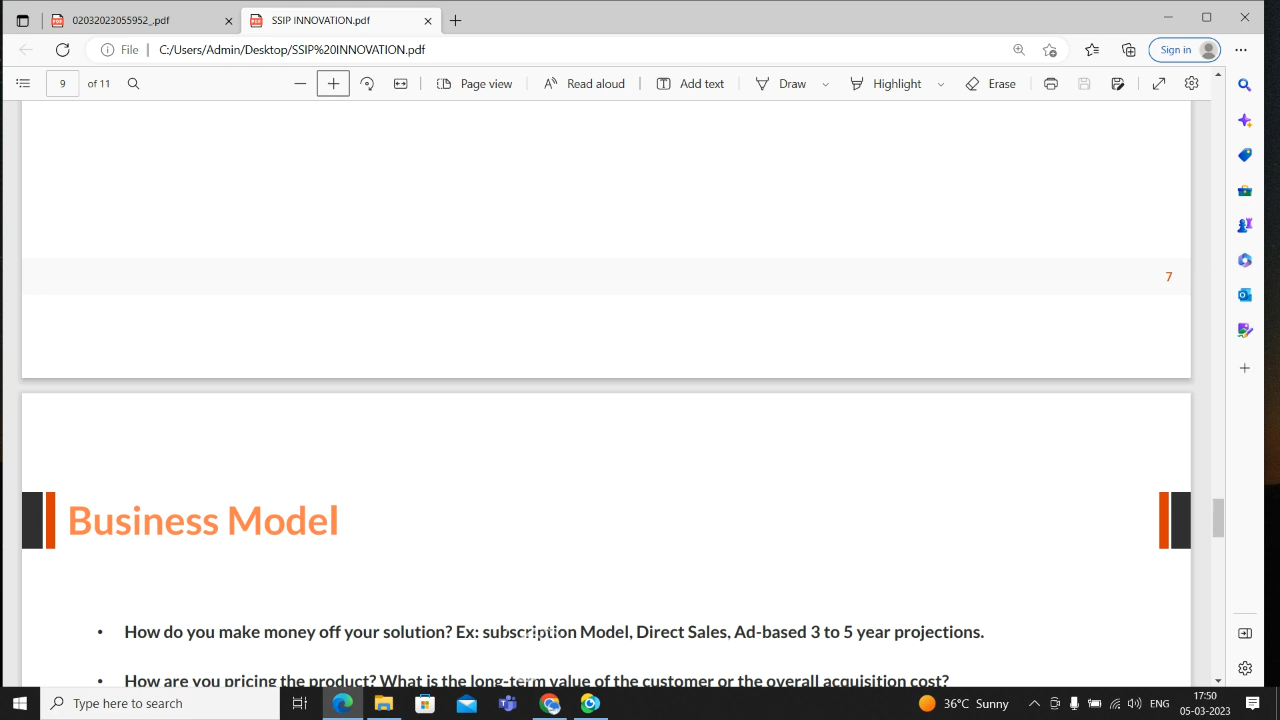 02032023055952_.pdf
SSIP INNOVATION.pdf
File
C:/Users/Admin/Desktop/SSIP%20INNOVATION.pdf
Sign in
9 of 11
Page view
Read aloud
Add text
Draw
Highlight
Erase
7
Business Model
• How do you make money off your solution? Ex: subscription Model, Direct Sales, Ad-based 3 to 5 year projections.
• How are you pricing the product? What is the long-term value of the customer or the overall acquisition cost?
Type here to search
36°C Sunny
ENG
17:50
05-03-2023